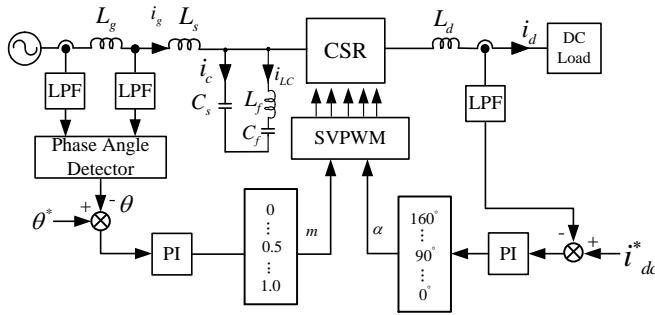 L_g
i_g
L_s
CSR
L_d
i_d
DC
Load
LPF
LPF
i_c
C_s
i_LC
L_f
C_f
LPF
SVPWM
Phase Angle
Detector
+ - θ
θ*
PI
0
...
0.5
...
1.0
m
α
160°
...
90°
...
0°
PI
- +
i*_dc